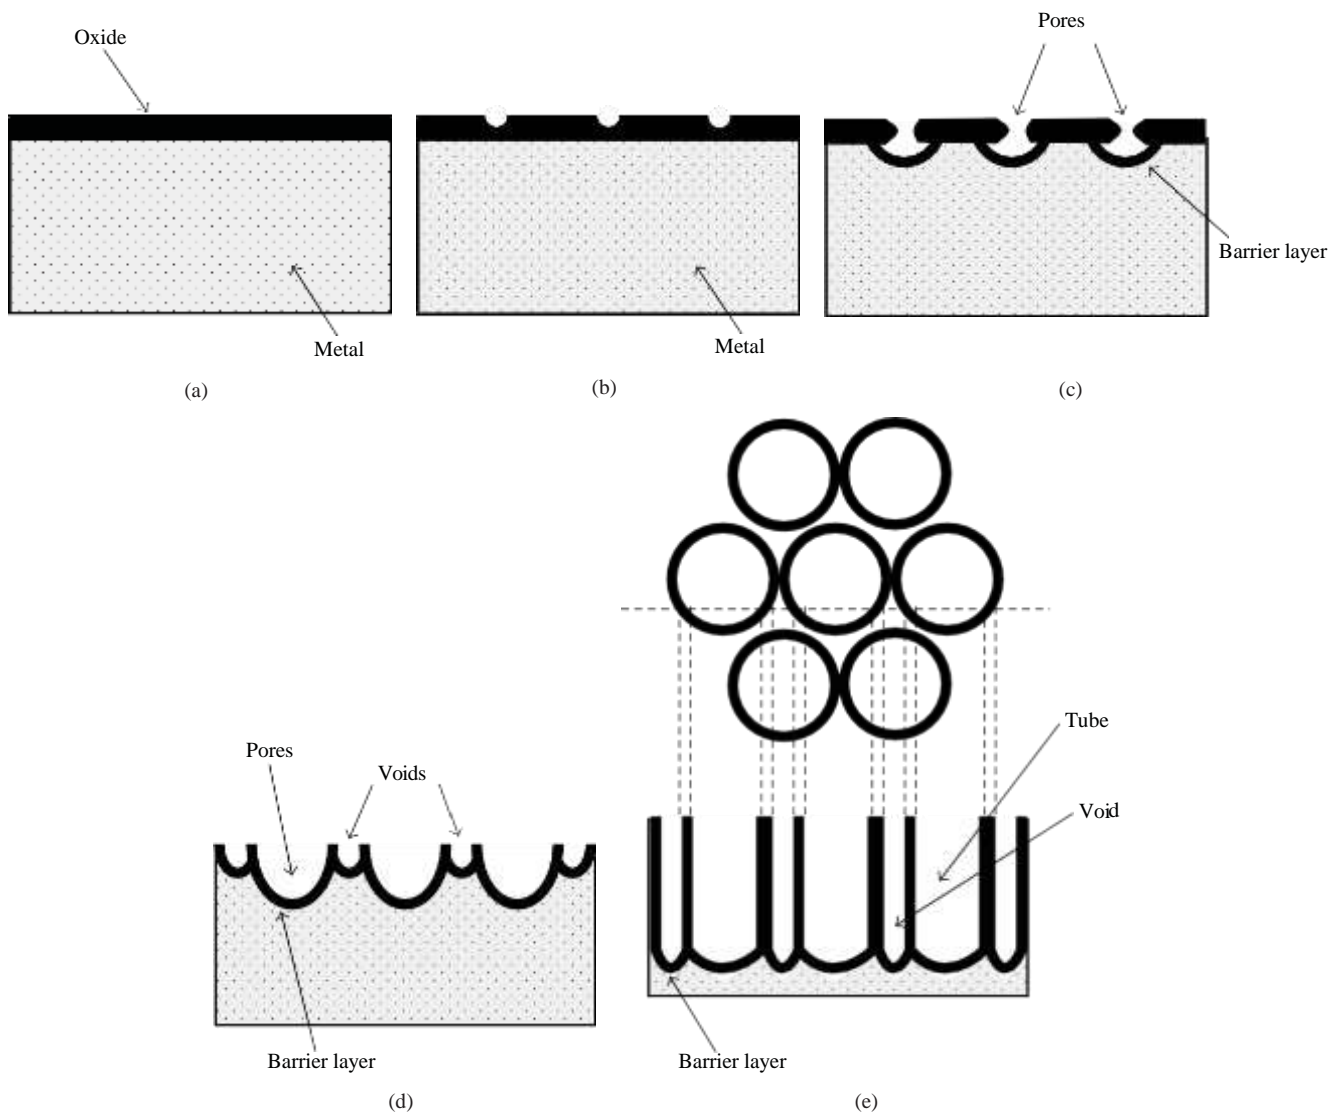 Oxide
Metal
(a)
Metal
(b)
Pores
Barrier layer
(c)
Pores
Voids
Barrier layer
(d)
Tube
Void
Barrier layer
(e)